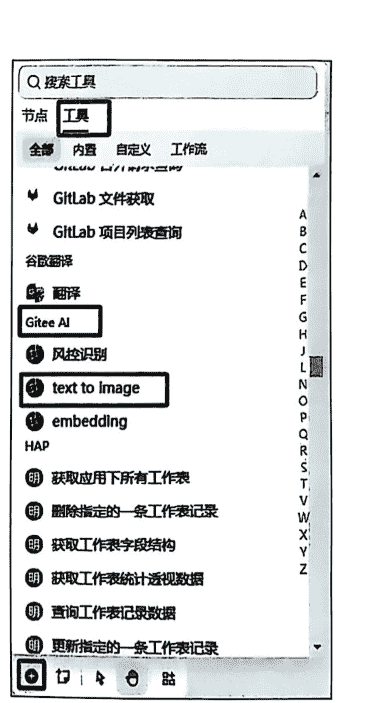 搜索工具
节点 工具
全部 内置 自定义 工作流
GitLab 文件获取
GitLab 项目列表查询
谷歌翻译
翻译
Gitee AI
风控识别
text to image
embedding
HAP
获取应用下所有工作表
删除指定的一条工作表记录
获取工作表字段结构
获取工作表统计透视数据
查询工作表记录数据
更新指定的一条工作表记录
A
B
C
D
E
F
G
H
J
L
N
O
P
Q
R
S
T
V
W
X
Y
Z